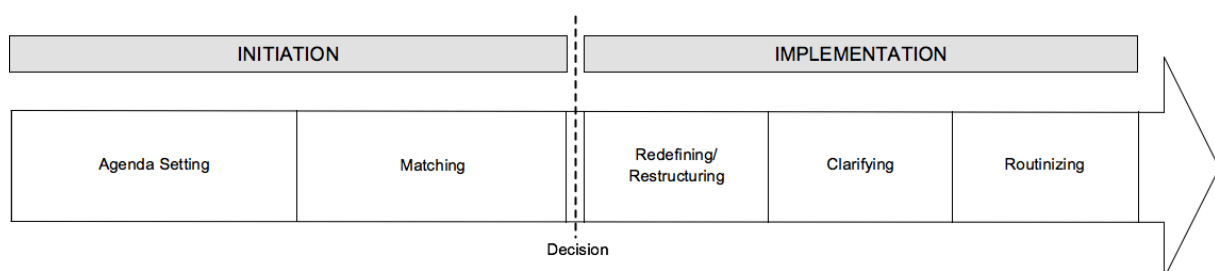 INITIATION
IMPLEMENTATION
Agenda Setting
Matching
Redefining/
Restructuring
Clarifying
Routinizing
Decision